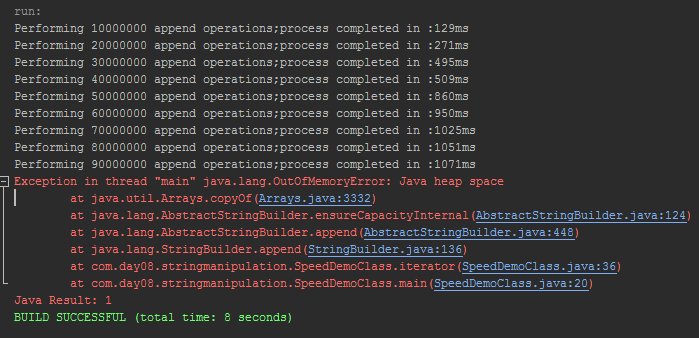 run:
Performing 10000000 append operations;process completed in :129ms
Performing 20000000 append operations;process completed in :271ms
Performing 30000000 append operations;process completed in :495ms
Performing 40000000 append operations;process completed in :509ms
Performing 50000000 append operations;process completed in :860ms
Performing 60000000 append operations;process completed in :950ms
Performing 70000000 append operations;process completed in :1025ms
Performing 80000000 append operations;process completed in :1051ms
Performing 90000000 append operations;process completed in :1071ms
Exception in thread "main" java.lang.OutOfMemoryError: Java heap space
at java.util.Arrays.copyOf(Arrays.java:3332)
at java.lang.AbstractStringBuilder.ensureCapacityInternal(AbstractStringBuilder.java:124)
at java.lang.AbstractStringBuilder.append(AbstractStringBuilder.java:448)
at java.lang.StringBuilder.append(StringBuilder.java:136)
at com.day08.stringmanipulation.SpeedDemoClass.iterator(SpeedDemoClass.java:36)
at com.day08.stringmanipulation.SpeedDemoClass.main(SpeedDemoClass.java:20)
Java Result: 1
BUILD SUCCESSFUL (total time: 8 seconds)